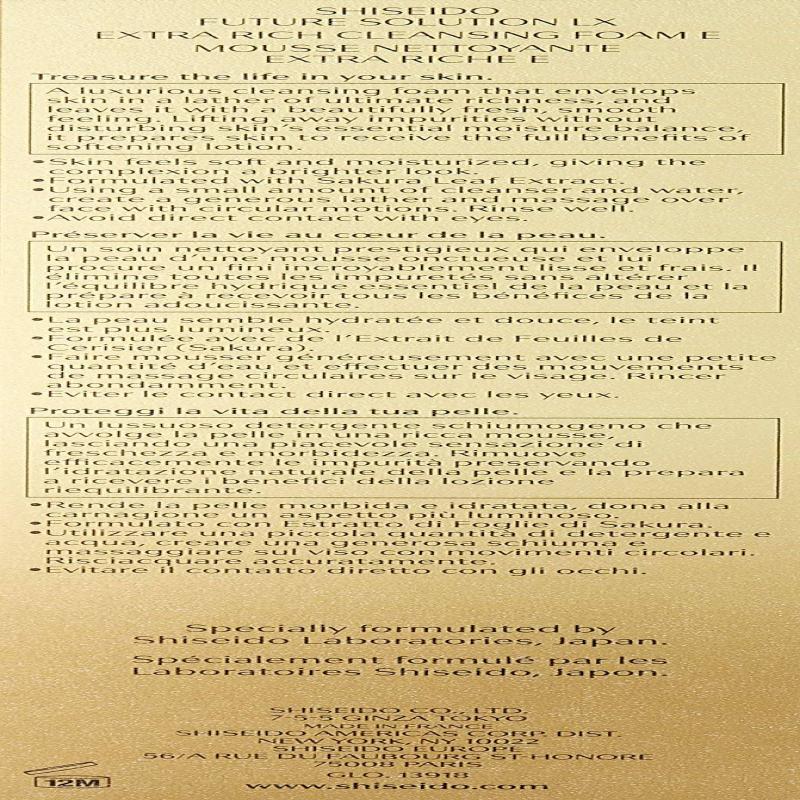 SHISEIDO
FUTURE SOLUTION LX
EXTRA RICH CLEANSING FOAM E
MOUSSE NETTOYANTE
EXTRA RICHE E
Treasure the life in your skin.
A luxurious cleansing foam that envelops
skin in a lather of ultimate richness, and
leaves it with a beautifully fresh, smooth
feeling. Lifting away impurities without
disturbing skin's essential moisture balance,
it prepares skin to receive the full benefits of
softening lotion.
•Skin feels soft and moisturized, giving the
complexion a brighter look.
•Formulated with Sakura Leaf Extract.
•Using a small amount of cleanser and water,
create a generous lather and massage over
face with circular motions. Rinse well.
•Avoid direct contact with eyes.
Préserver la vie au cœur de la peau.
Un soin nettoyant prestigieux qui enveloppe
la peau d'une mousse onctueuse et lui
procure un fini incroyablement lisse et frais. Il
élimine toutes les impuretés sans altérer
l'équilibre hydrique essentiel de la peau et la
prépare à recevoir tous les bénéfices de la
lotion adoucissante.
•La peau semble hydratée et douce, le teint
est plus lumineux.
•Formulée avec de l'Extrait de Feuilles de
Cerisier (Sakura).
•Faire mousser généreusement avec une petite
quantité d'eau et effectuer des mouvements
de massage circulaires sur le visage. Rincer
abondamment.
•Eviter le contact direct avec les yeux.
Proteggi la vita della tua pelle.
Un lussuoso detergente schiumogeno che
avvolge la pelle in una ricca mousse,
lasciando una piacevole sensazione di
freschezza e morbidezza. Rimuove
efficacemente le impurità preservando
l'idratazione naturale della pelle e la prepara
a ricevere i benefici della lozione
riequilibrante.
•Rende la pelle morbida e idratata, dona alla
carnagione un aspetto più luminoso.
•Formulato con Estratto di Foglie di Sakura.
•Utilizzare una piccola quantità di detergente e
acqua, creare una generosa schiuma e
massaggiare sul viso con movimenti circolari.
Risciacquare accuratamente.
•Evitare il contatto diretto con gli occhi.
Specially formulated by
Shiseido Laboratories, Japan.
Spécialement formulé par les
Laboratoires Shiseido, Japon.
SHISEIDO CO., LTD.
7-5-5 GINZA TOKYO
MADE IN FRANCE
SHISEIDO AMERICAS CORP. DIST.
NEW YORK, NY 10022
SHISEIDO EUROPE
56/A RUE DU FAUBOURG ST-HONORE
75008 PARIS
GLO. 13918
12M
www.shiseido.com